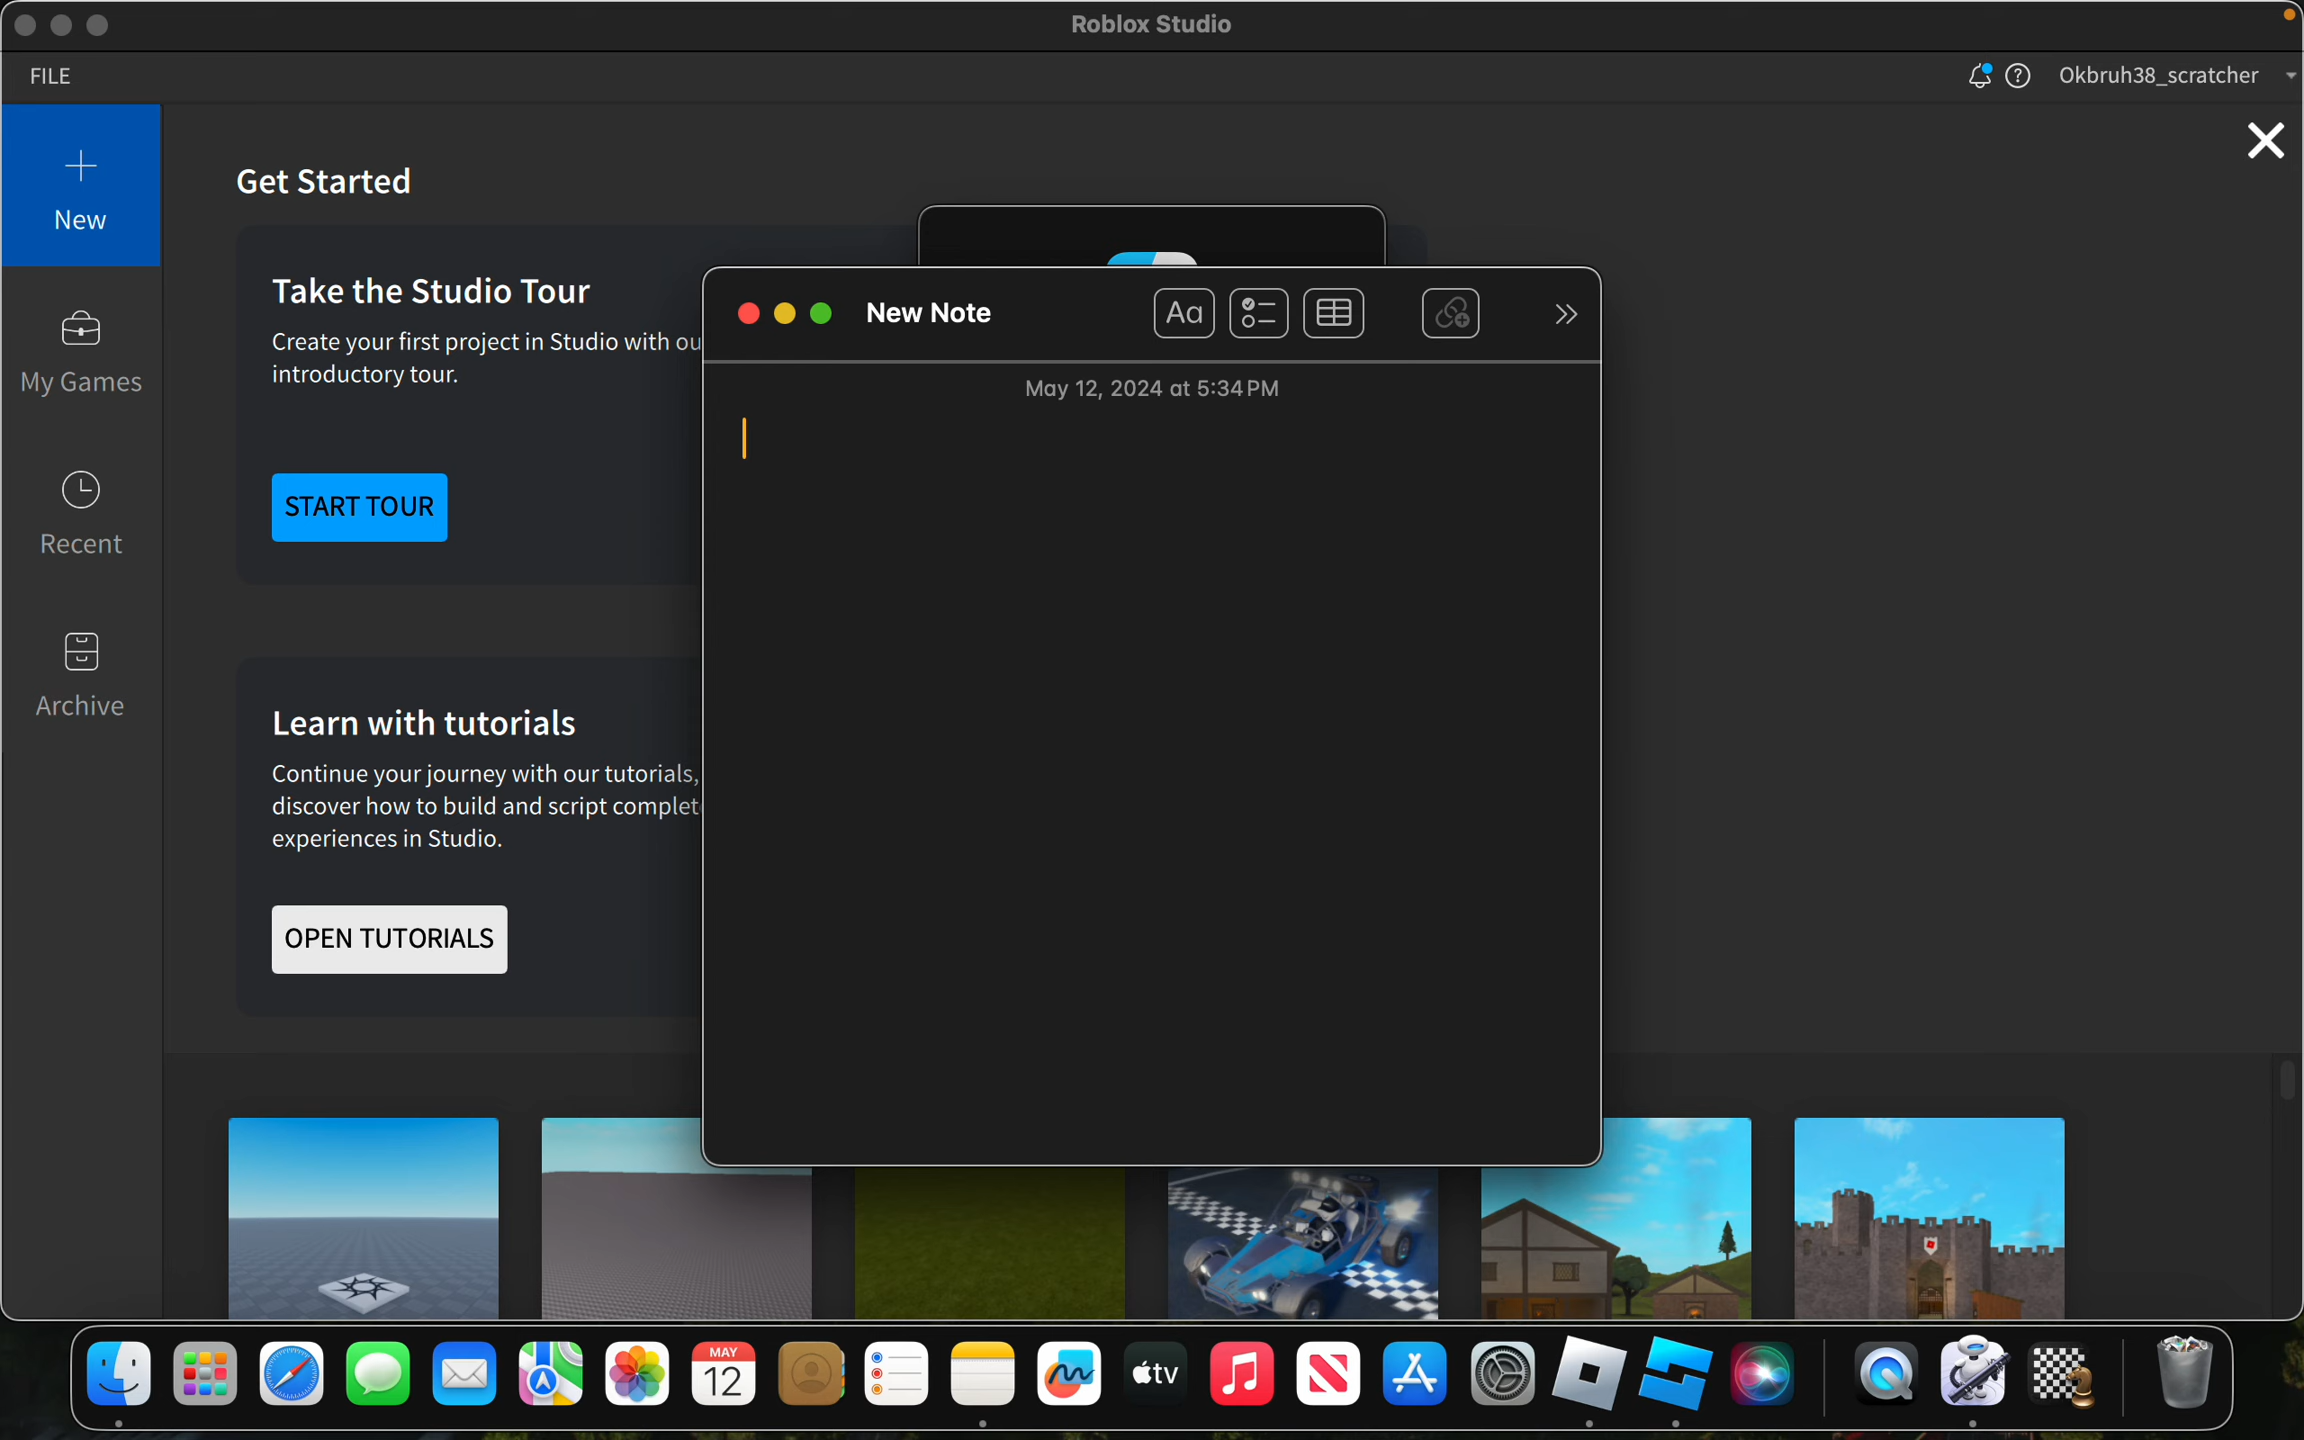 Roblox Studio
FILE
Okbruh38_scratcher
New
My Games
Recent
Archive
Get Started
Take the Studio Tour
Create your first project in Studio with ou
introductory tour.
START TOUR
Learn with tutorials
Continue your journey with our tutorials,
discover how to build and script complet
experiences in Studio.
OPEN TUTORIALS
New Note
Aa
May 12, 2024 at 5:34 PM
MAY
12
tv